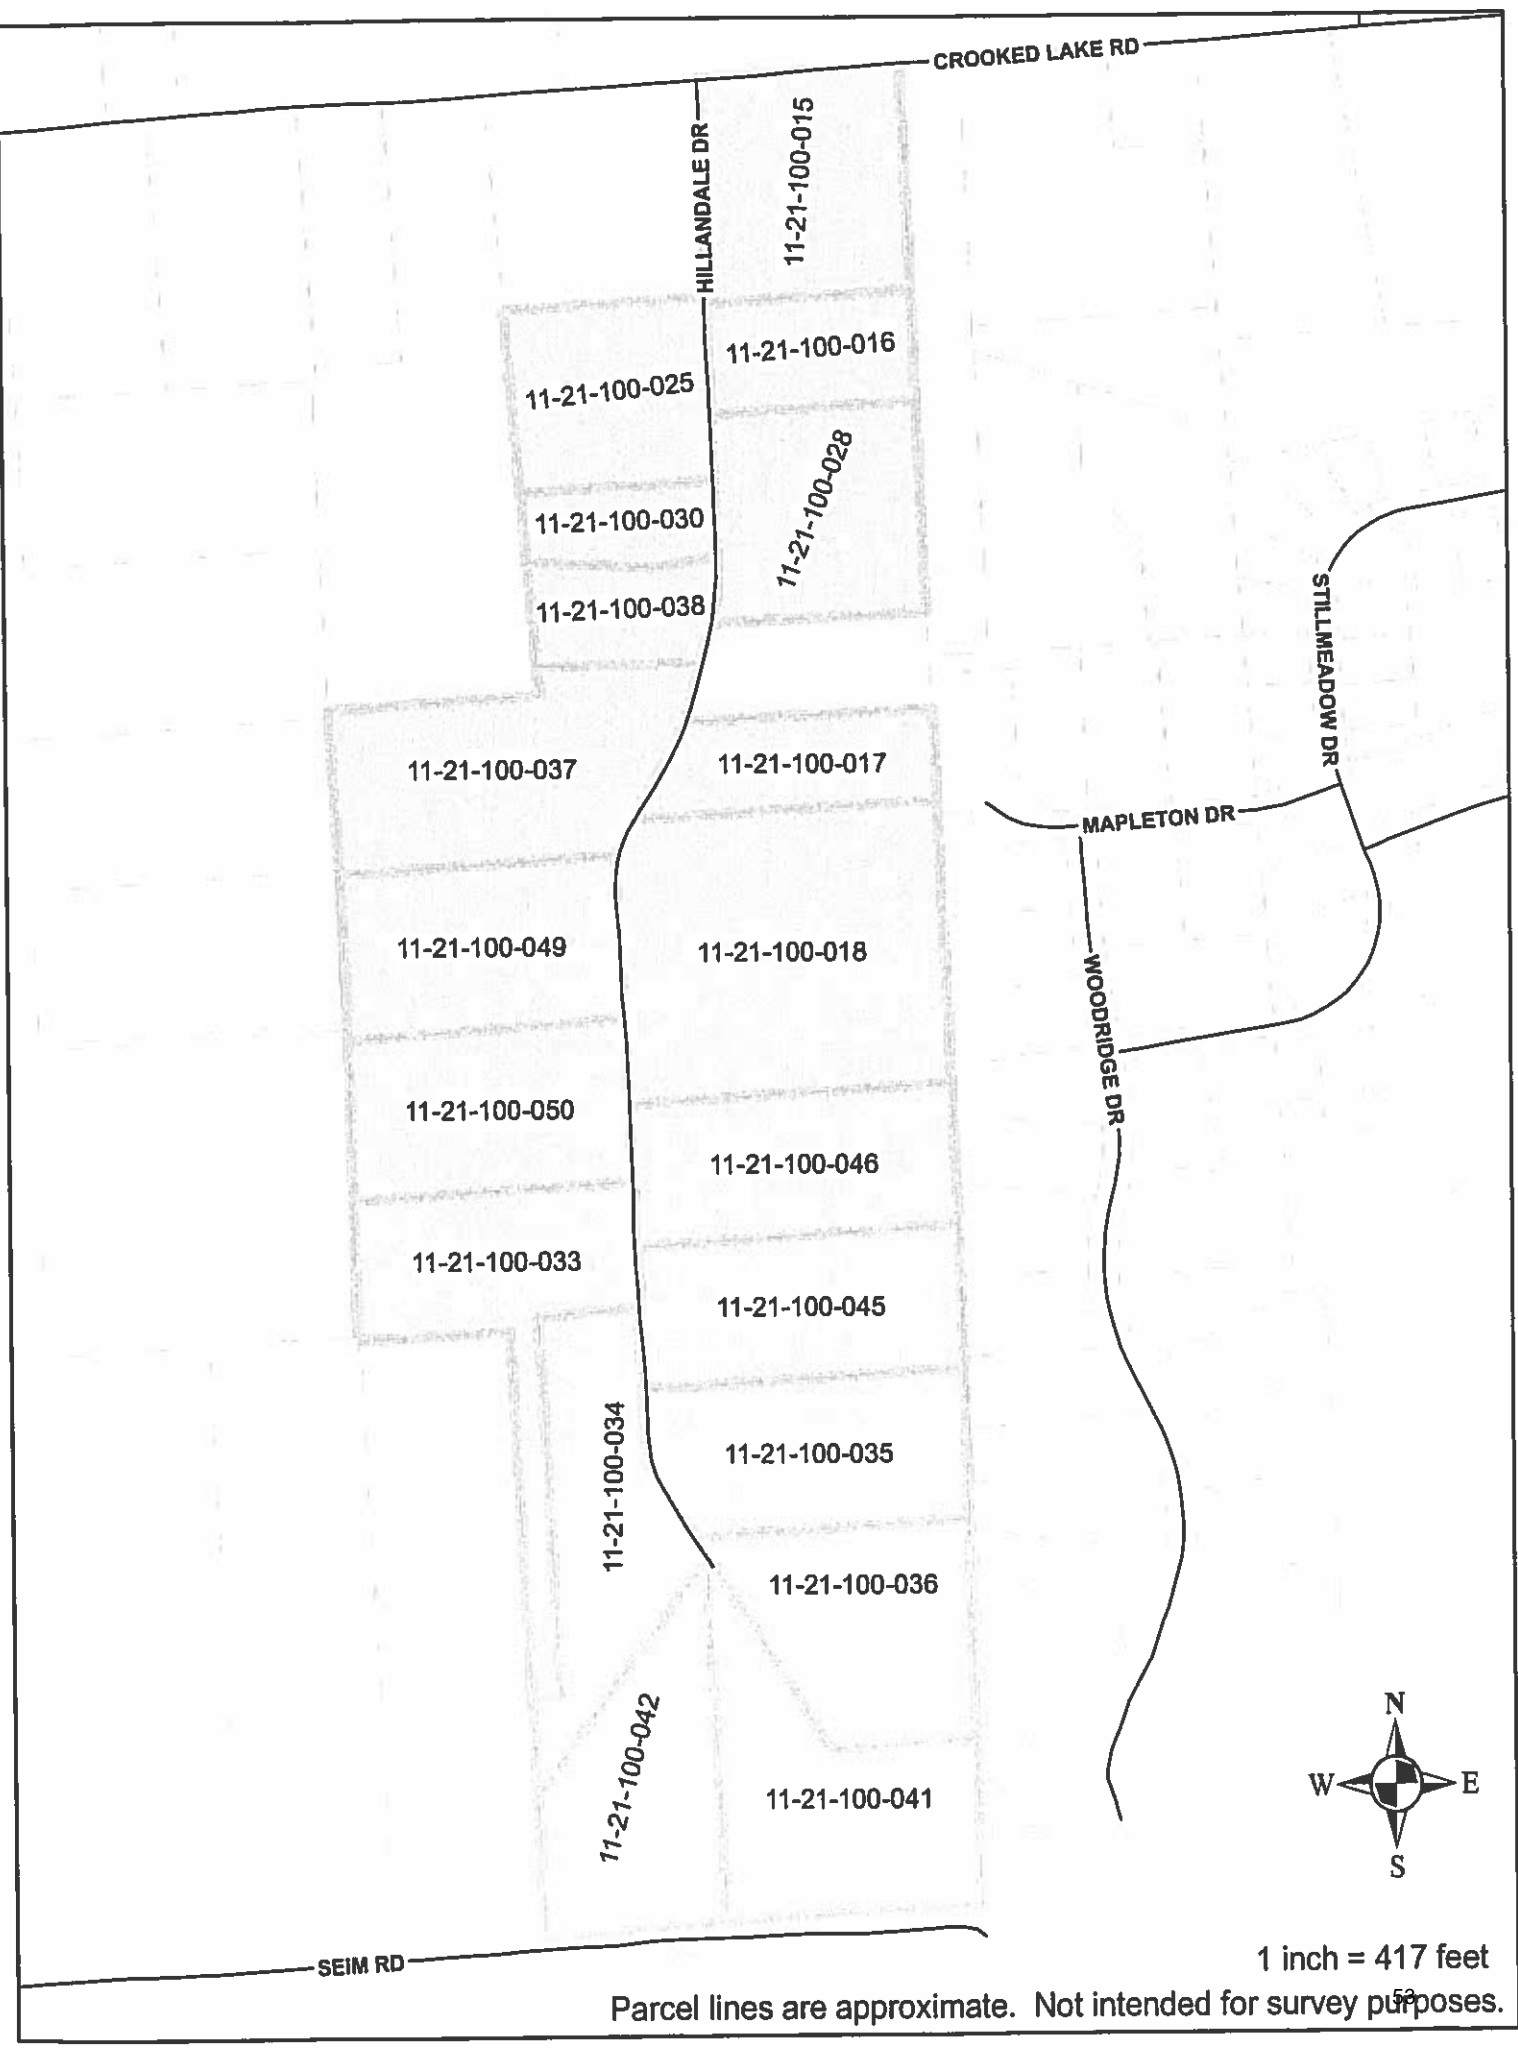 CROOKED LAKE RD
HILLANDALE DR
11-21-100-015
11-21-100-016
11-21-100-025
11-21-100-028
11-21-100-030
11-21-100-038
STILLMEADOW DR
11-21-100-037
11-21-100-017
MAPLETON DR
11-21-100-049
11-21-100-018
WOODRIDGE DR
11-21-100-050
11-21-100-046
11-21-100-033
11-21-100-045
11-21-100-034
11-21-100-035
11-21-100-036
11-21-100-042
11-21-100-041
N
W E
S
SEIM RD
1 inch = 417 feet
Parcel lines are approximate. Not intended for survey purposes.
53